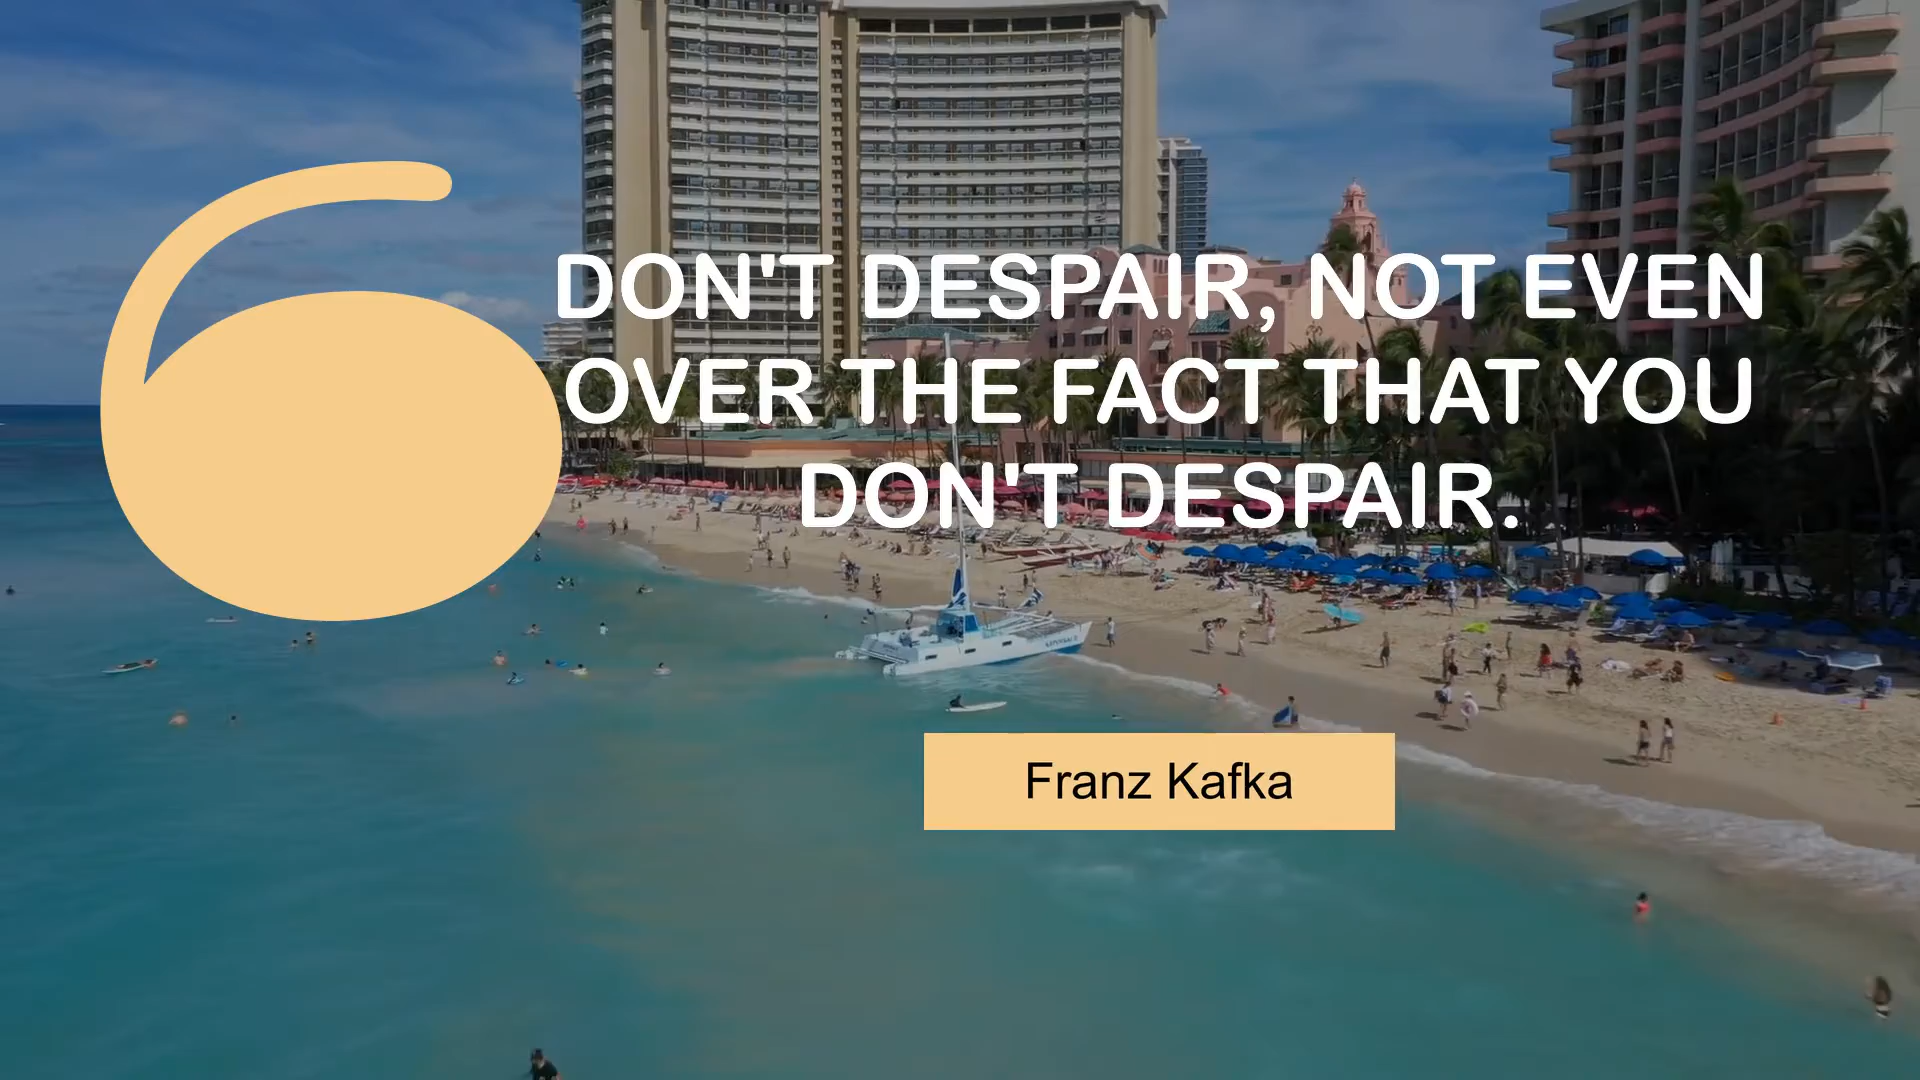 DON'T DESPAIR, NOT EVEN
OVER THE FACT THAT YOU
DON'T DESPAIR.
Franz Kafka